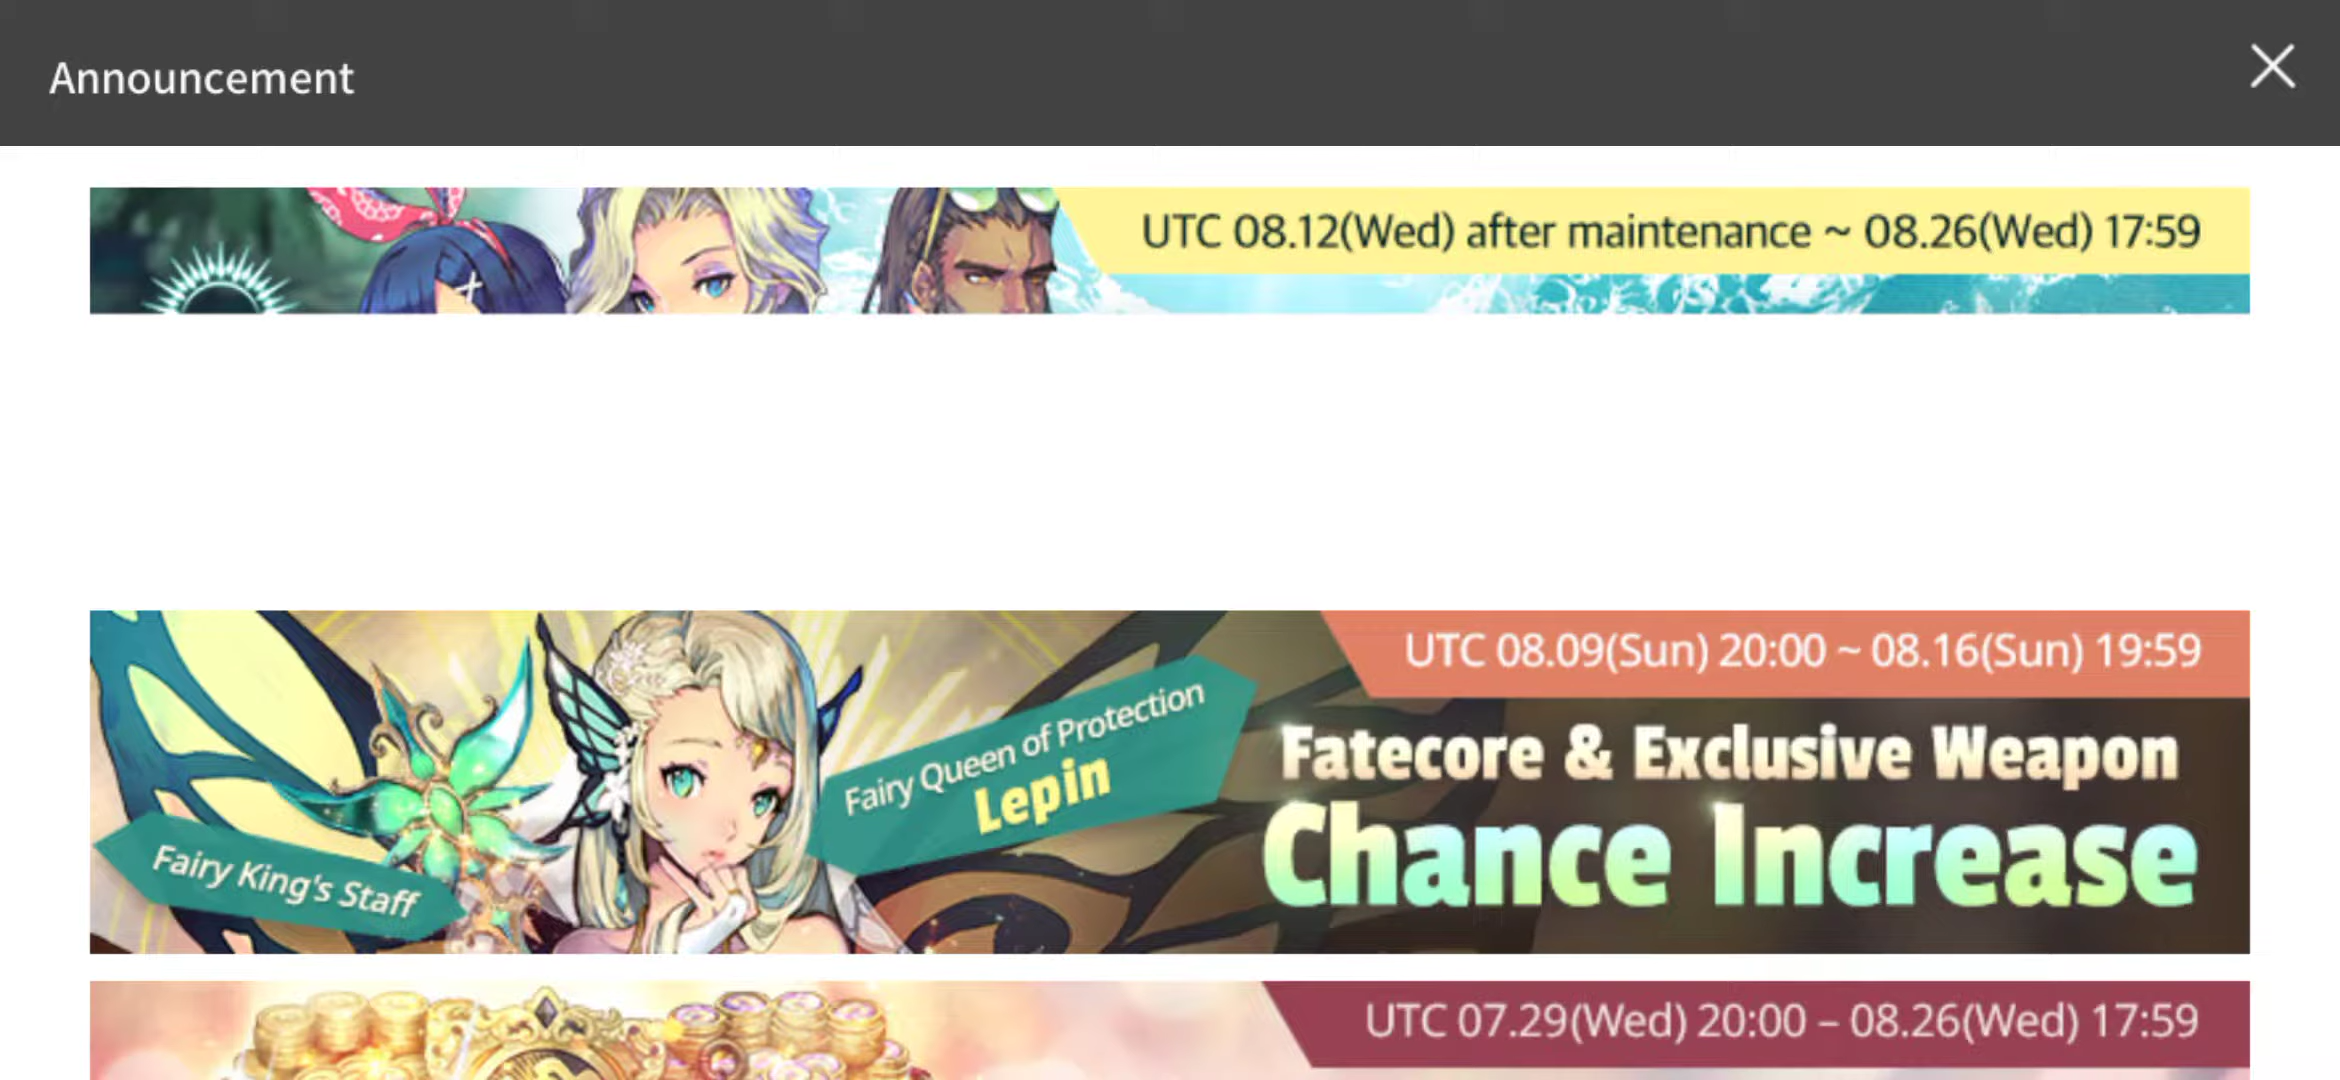 Announcement
UTC 08.12(Wed) after maintenance ~ 08.26(Wed) 17:59
UTC 08.09(Sun) 20:00 ~ 08.16(Sun) 19:59
Fairy Queen of Protection
Lepin
Fatecore & Exclusive Weapon
Chance Increase
Fairy King's Staff
UTC 07.29(Wed) 20:00 – 08.26(Wed) 17:59